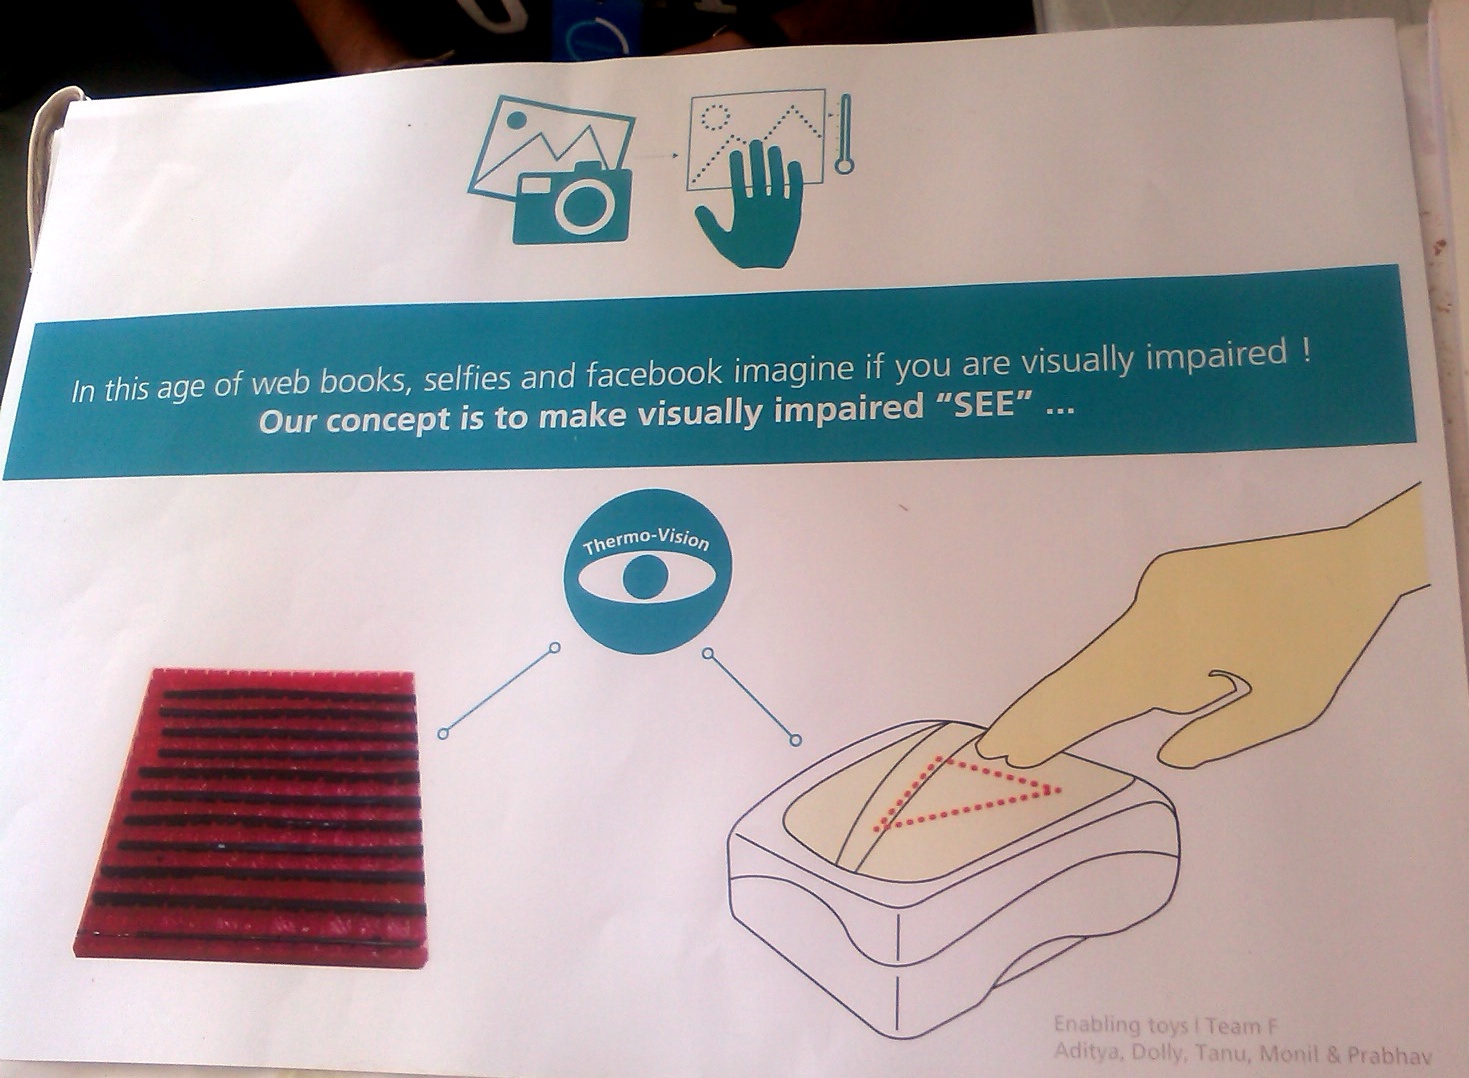 In this age of web books, selfies and facebook imagine if you are visually impaired !
Our concept is to make visually impaired “SEE” ...
Thermo-Vision
Enabling toys | Team F
Aditya, Dolly, Tanu, Monil & Prabhav